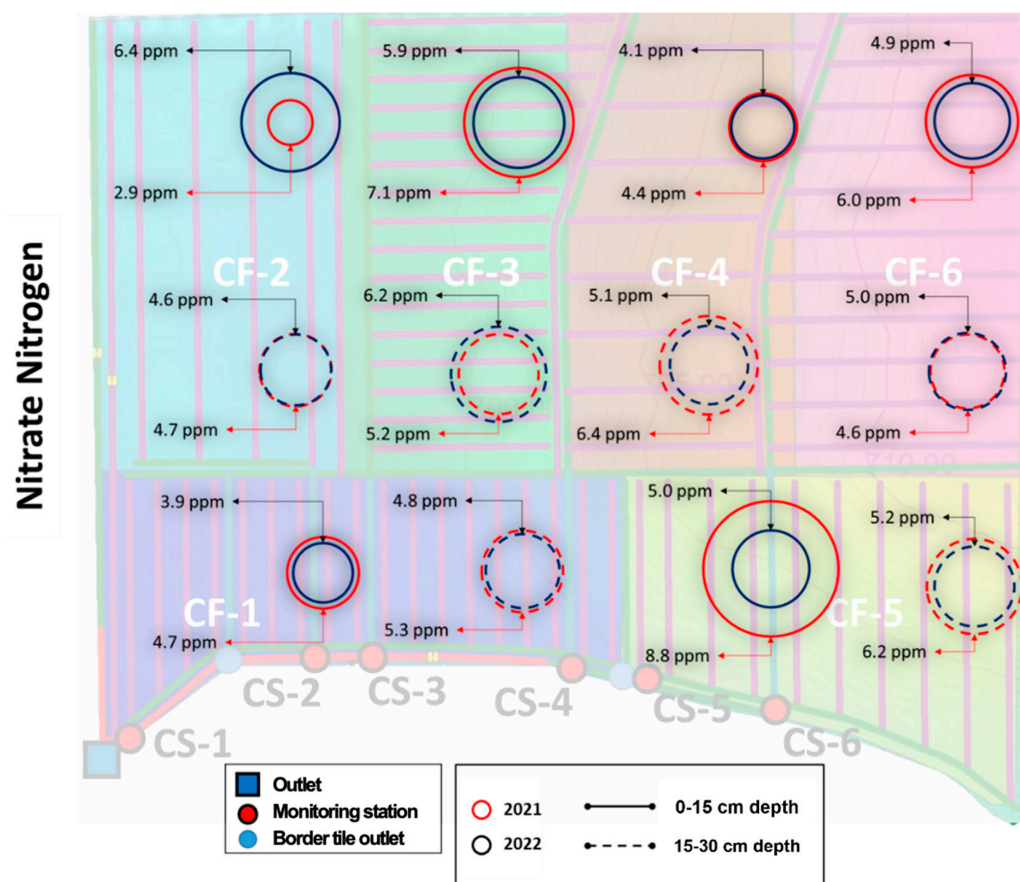 Nitrate Nitrogen
6.4 ppm
2.9 ppm
CF-2
4.6 ppm
4.7 ppm
5.9 ppm
7.1 ppm
CF-3
6.2 ppm
5.2 ppm
4.1 ppm
4.4 ppm
CF-4
5.1 ppm
6.4 ppm
4.9 ppm
6.0 ppm
CF-6
5.0 ppm
4.6 ppm
710.00
3.9 ppm
CF-1
4.7 ppm
4.8 ppm
5.3 ppm
5.0 ppm
8.8 ppm
CF-5
5.2 ppm
6.2 ppm
CS-1
CS-2
CS-3
CS-4
CS-5
CS-6
Outlet
Monitoring station
Border tile outlet
2021
2022
0-15 cm depth
15-30 cm depth